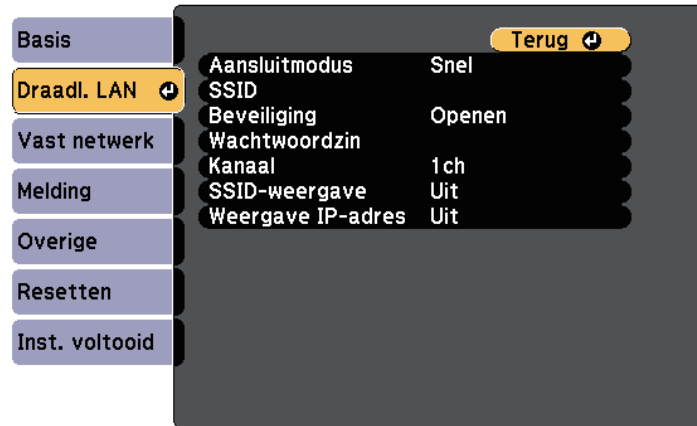 Basis
Draadl. LAN
Vast netwerk
Melding
Overige
Resetten
Inst. voltooid
Terug
Aansluitmodus Snel
SSID
Beveiliging Openen
Wachtwoordzin
Kanaal 1ch
SSID-weergave Uit
Weergave IP-adres Uit